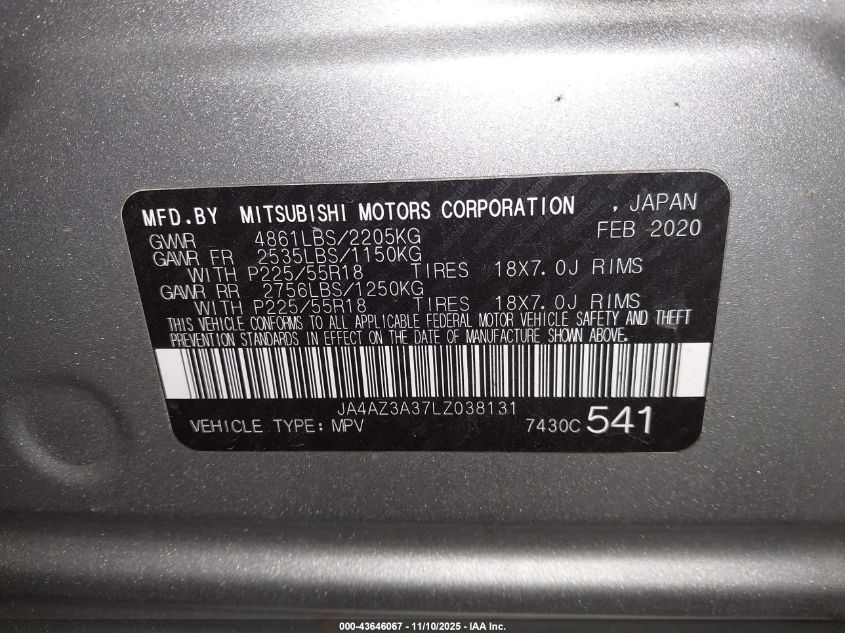 MFD.BY MITSUBISHI MOTORS CORPORATION , JAPAN
GWVR 4861LBS/2205KG FEB 2020
GAWR FR 2535LBS/1150KG
WITH P225/55R18 TIRES 18X7.0J RIMS
GAWR RR 2756LBS/1250KG
WITH P225/55R18 TIRES 18X7.0J RIMS
THIS VEHICLE CONFORMS TO ALL APPLICABLE FEDERAL MOTOR VEHICLE SAFETY AND THEFT
PREVENTION STANDARDS IN EFFECT ON THE DATE OF MANUFACTURE SHOWN ABOVE.
JA4AZ3A37LZ038131
VEHICLE TYPE: MPV 7430C 541
000-43646067 - 11/10/2025 - IAA Inc.